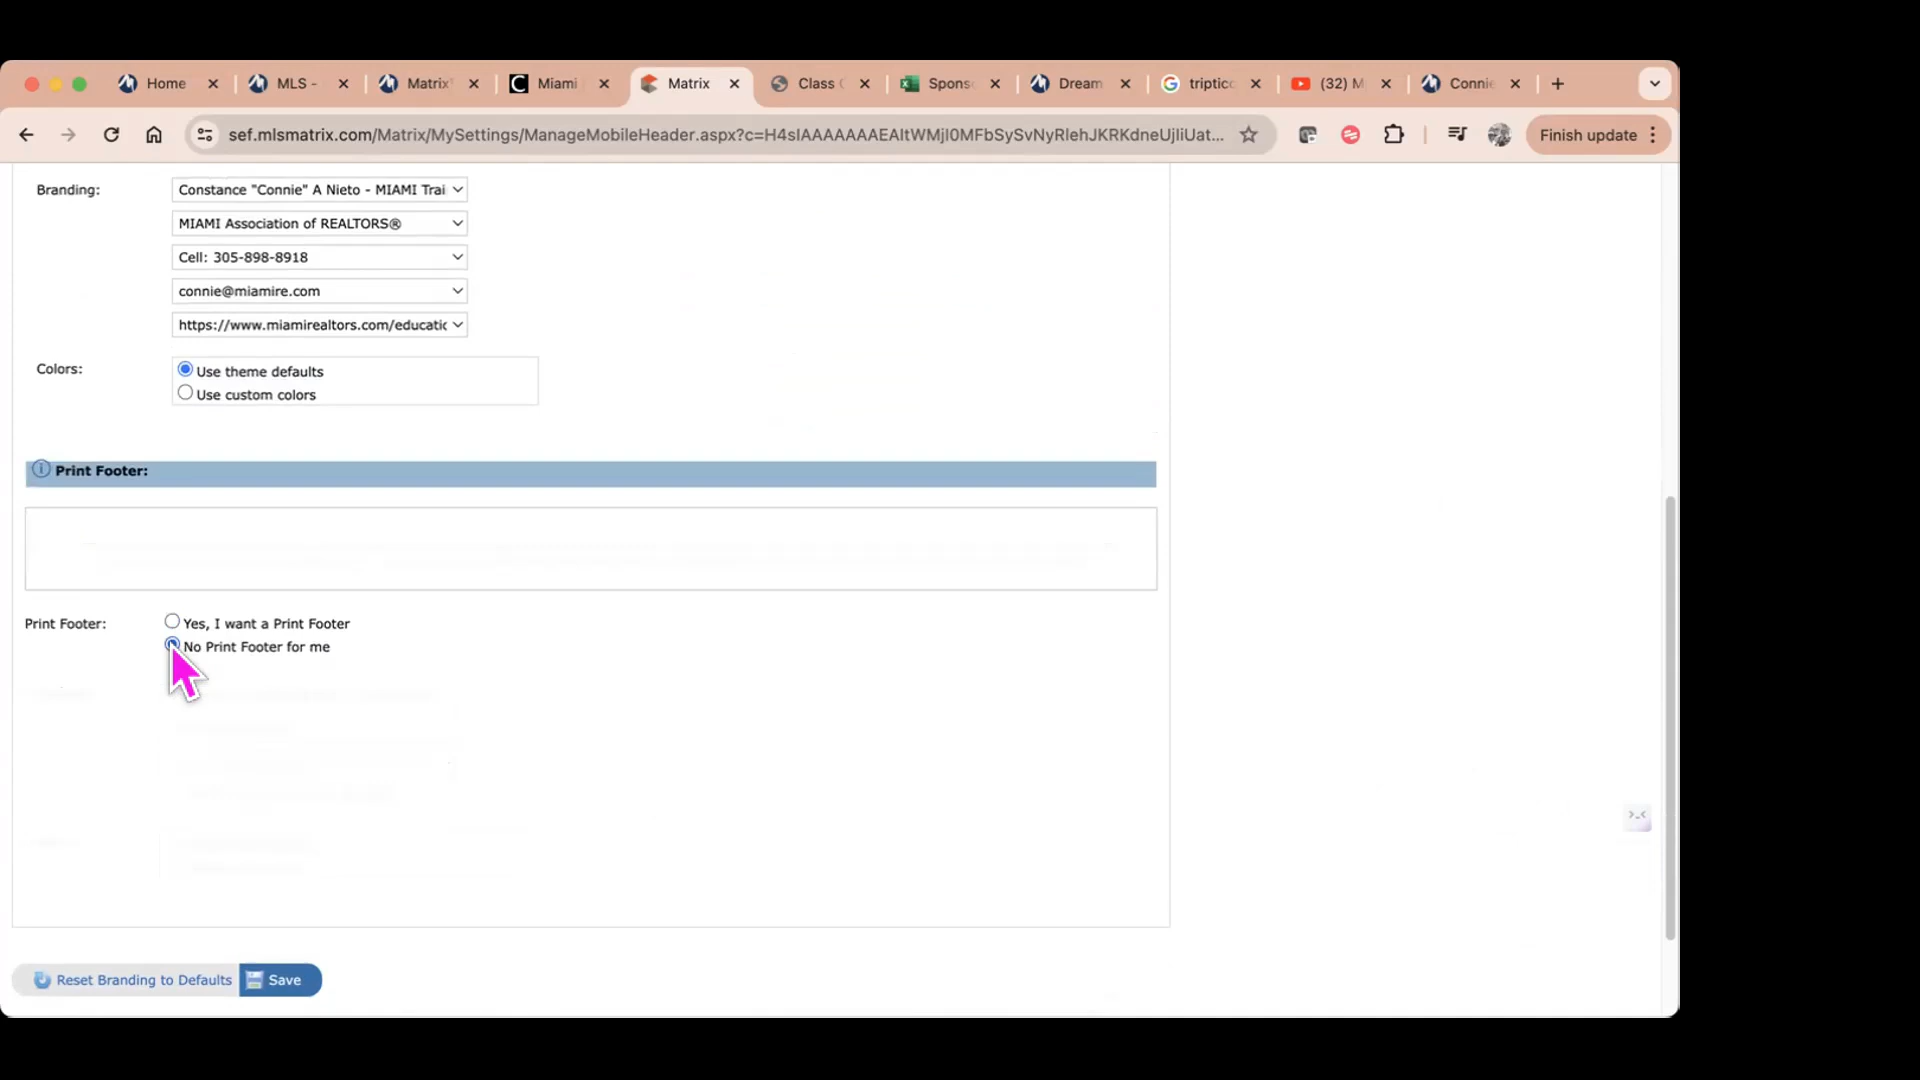 Home
MLS -
Matrix
Miami
Matrix
Class
Spons
Dream
triptic
(32) M
Connie
sef.mlsmatrix.com/Matrix/MySettings/ManageMobileHeader.aspx?c=H4sIAAAAAAAEAItWMjI0MFbSySvNyRlehJKRKdneUjIiUat...
Finish update
Branding:
Constance "Connie" A Nieto - MIAMI Trai
MIAMI Association of REALTORS®
Cell: 305-898-8918
connie@miamire.com
https://www.miamirealtors.com/educatio
Colors:
Use theme defaults
Use custom colors
Print Footer:
Print Footer:
Yes, I want a Print Footer
No Print Footer for me
Reset Branding to Defaults
Save